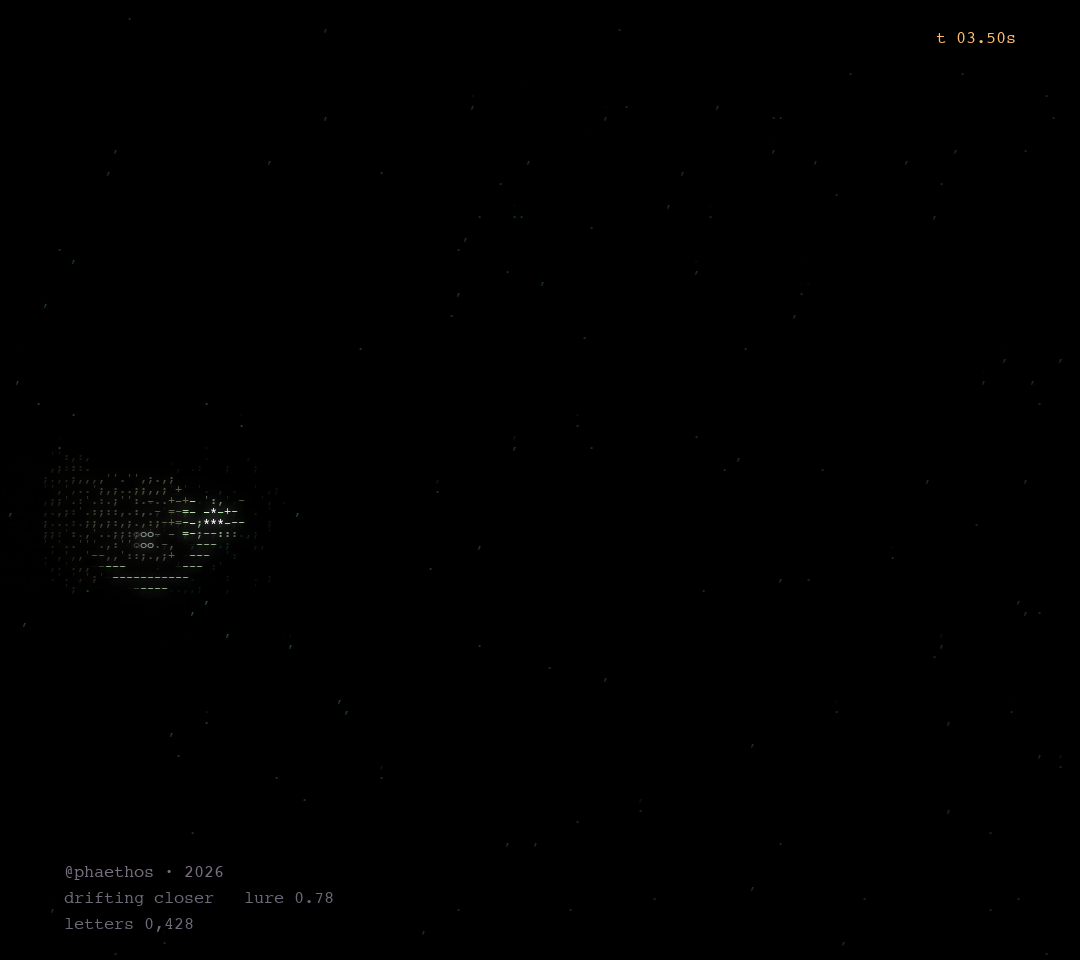 t 03.50s
@phaethos · 2026
drifting closer   lure 0.78
letters 0,428